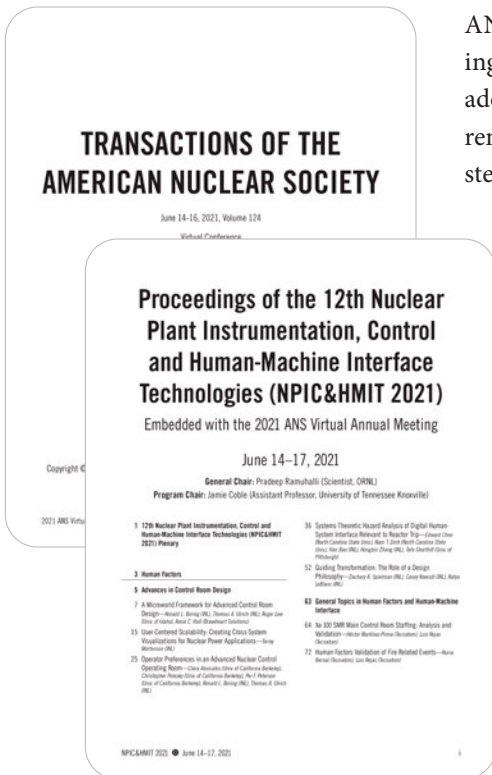 AN
ing
ade
ren
ste
TRANSACTIONS OF THE
AMERICAN NUCLEAR SOCIETY
June 14-16, 2021, Volume 124
Virtual Conference
Copyright ©
2021 ANS Virtu
Proceedings of the 12th Nuclear
Plant Instrumentation, Control
and Human-Machine Interface
Technologies (NPIC&HMIT 2021)
Embedded with the 2021 ANS Virtual Annual Meeting
June 14–17, 2021
General Chair: Pradeep Ramuhalli (Scientist, ORNL)
Program Chair: Jamie Coble (Assistant Professor, University of Tennessee Knoxville)
1 12th Nuclear Plant Instrumentation, Control and
Human-Machine Interface Technologies (NPIC&HMIT
2021) Plenary
3 Human Factors
5 Advances in Control Room Design
7 A Microworld Framework for Advanced Control Room
Design—Ronald L. Boring (INL), Thomas A. Ulrich (INL), Roger Lew
(Univ. of Idaho), Anna C. Hall
15 User Centered Scalability: Creating Cross-System
Visualizations for Nuclear Power Applications—
Mortenson (INL)
25 Operator Preferences in an Advanced Nuclear Control
Operating Room—Clara Alivisatos (Univ. of California Berkeley),
Christopher Poresky (Univ. of California Berkeley), Per F. Peterson
(Univ. of California Berkeley), Ronald L. Boring (INL), Thomas A. Ulrich
(INL)
36 Systems-Theoretic Hazard Analysis of Digital Human-
System Interface Relevant to Reactor Trip—Edward Chen
(North Carolina State Univ.), Nam T. Dinh (North Carolina State
Univ.), Han Bao (INL), Hongbin Zhang (INL), Tate Shorthill (Univ. of
Pittsburgh)
52 Guiding Transformation: The Role of a Design
Philosophy—Zachary A. Spielman (INL), Casey Kovesdi (INL), Katya
LeBlanc (INL)
63 General Topics in Human Factors and Human-Machine
Interface
64 Xe-100 SMR Main Control Room Staffing: Analysis and
Validation—Hector Martinez-Perez (Tecnatom), Luis Rejas
(Tecnatom)
72 Human Factors Validation of Fire Related Events—Nuria
Bernal (Tecnatom), Luis Rejas (Tecnatom)
NPIC&HMIT 2021 ● June 14–17, 2021
i